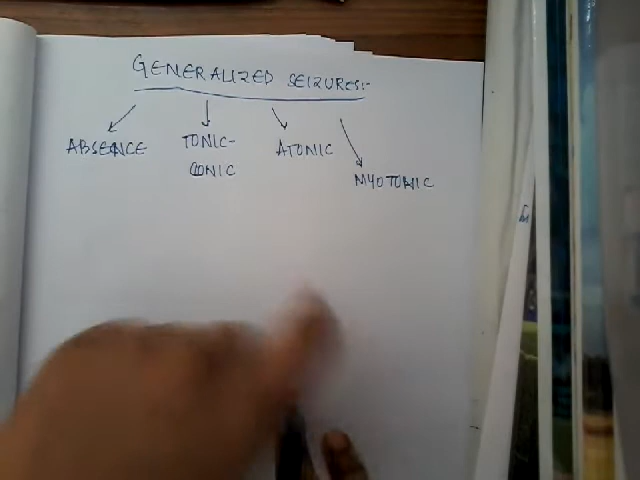 GENERALIZED SEIZURES:-
ABSENCE
TONIC-
CONIC
ATONIC
MYOTONIC